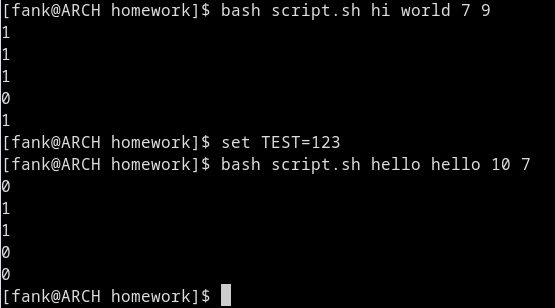 [fank@ARCH homework]$ bash script.sh hi world 7 9
1
1
1
0
1
[fank@ARCH homework]$ set TEST=123
[fank@ARCH homework]$ bash script.sh hello hello 10 7
0
1
1
0
0
[fank@ARCH homework]$